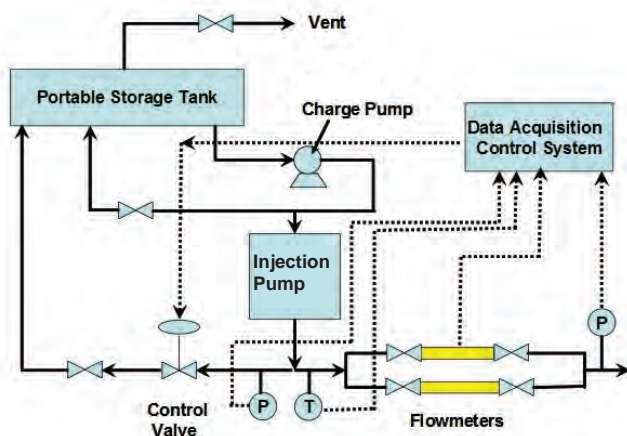 Vent
Portable Storage Tank
Charge Pump
Data Acquisition
Control System
Injection
Pump
P
P
T
Control
Valve
Flowmeters